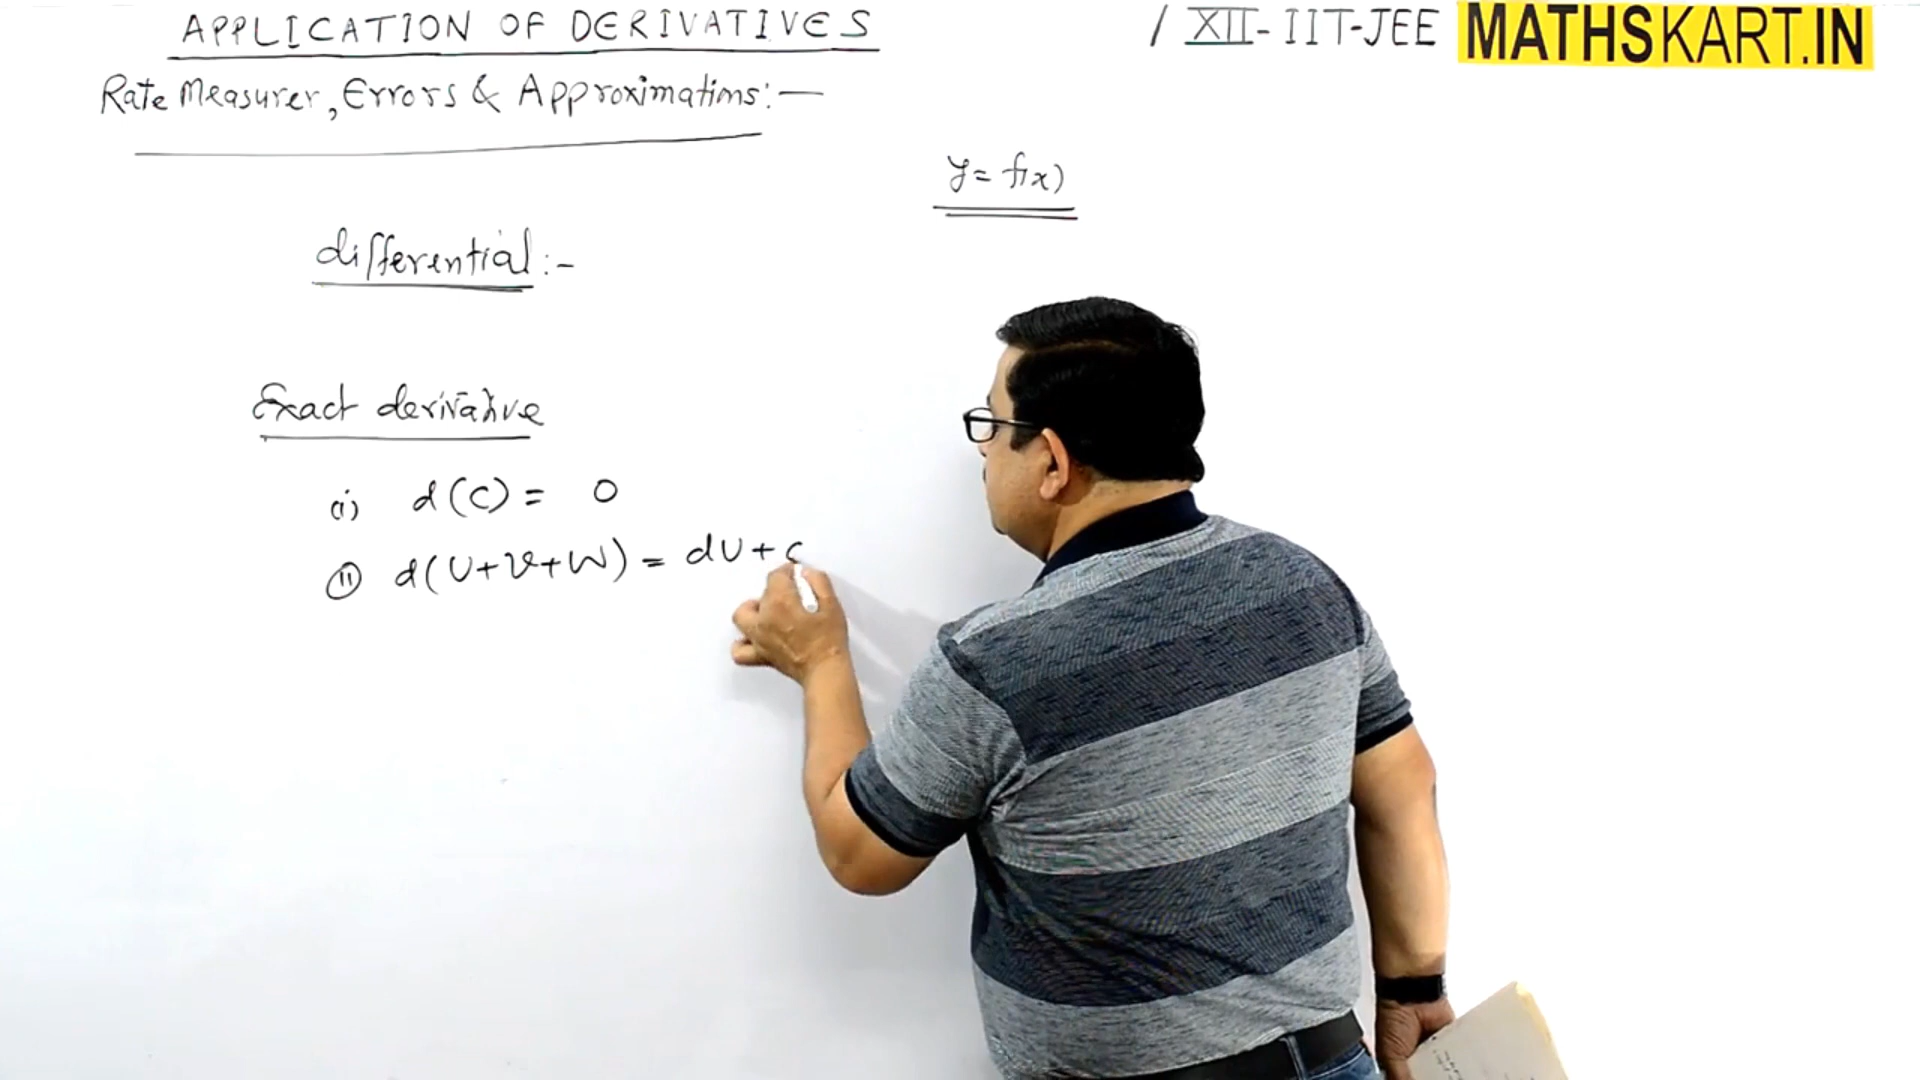 APPLICATION OF DERIVATIVES / XII-IIT-JEE MATHSKART.IN
Rate Measurer, Errors & Approximations:—
y = f(x)
differential:-
Exact derivative
(i) d(c) = 0
(ii) d(U+V+W) = dU+